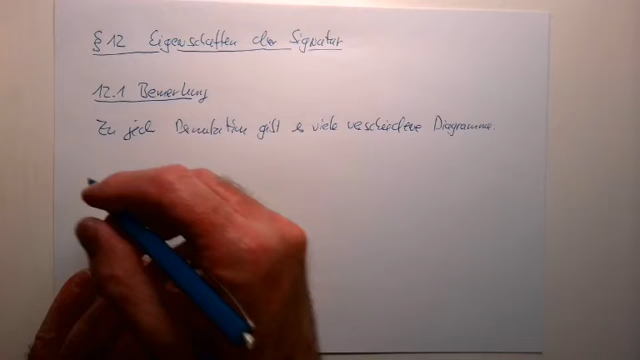 § 12 Eigenschaften der Signatur
12.1 Bemerkung
Zu jeder Permutation gibt es viele verschiedene Diagramme.